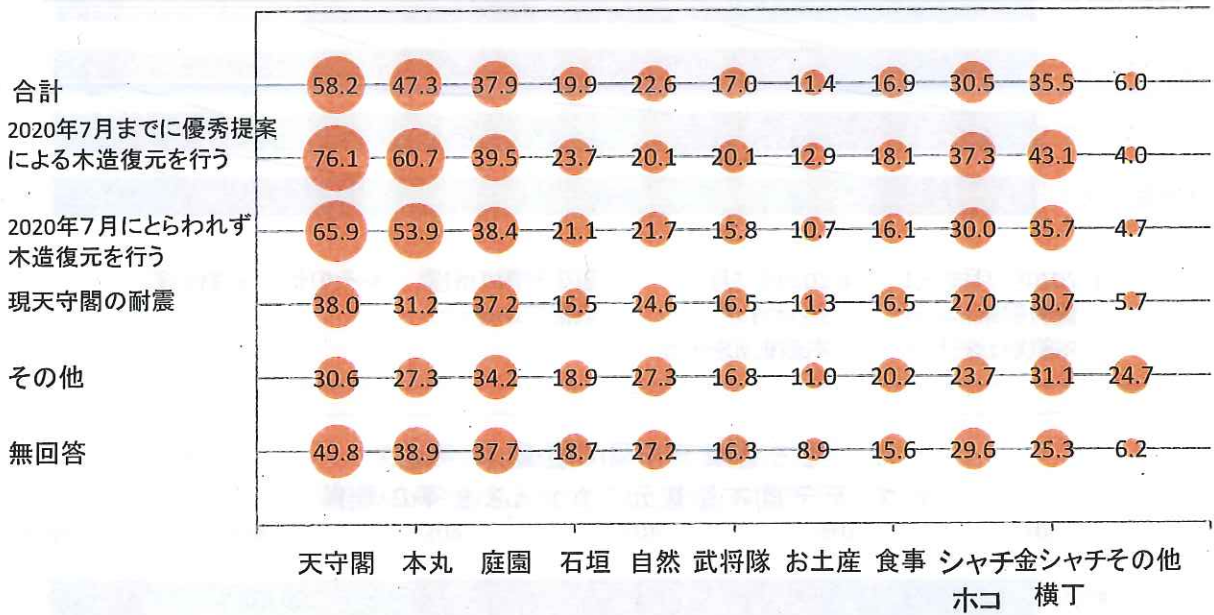 合計 58.2 47.3 37.9 19.9 22.6 17.0 11.4 16.9 30.5 35.5 6.0
2020年7月までに優秀提案
による木造復元を行う 76.1 60.7 39.5 23.7 20.1 20.1 12.9 18.1 37.3 43.1 4.0
2020年7月にとらわれず
木造復元を行う 65.9 53.9 38.4 21.1 21.7 15.8 10.7 16.1 30.0 35.7 4.7
現天守閣の耐震 38.0 31.2 37.2 15.5 24.6 16.5 11.3 16.5 27.0 30.7 5.7
その他 30.6 27.3 34.2 18.9 27.3 16.8 11.0 20.2 23.7 31.1 24.7
無回答 49.8 38.9 37.7 18.7 27.2 16.3 8.9 15.6 29.6 25.3 6.2
天守閣 本丸 庭園 石垣 自然 武将隊 お土産 食事 シャチ 金シャチ その他
ホコ 横丁